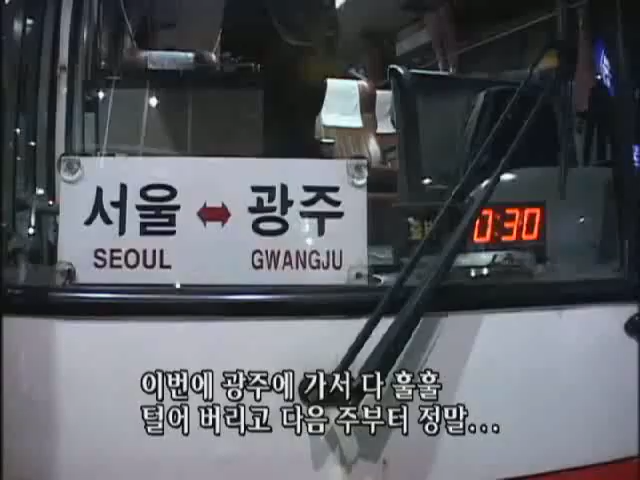 서울 ↔ 광주
SEOUL GWANGJU
0:30
이번에 광주에 가서 다 훌훌
털어 버리고 다음 주부터 정말...